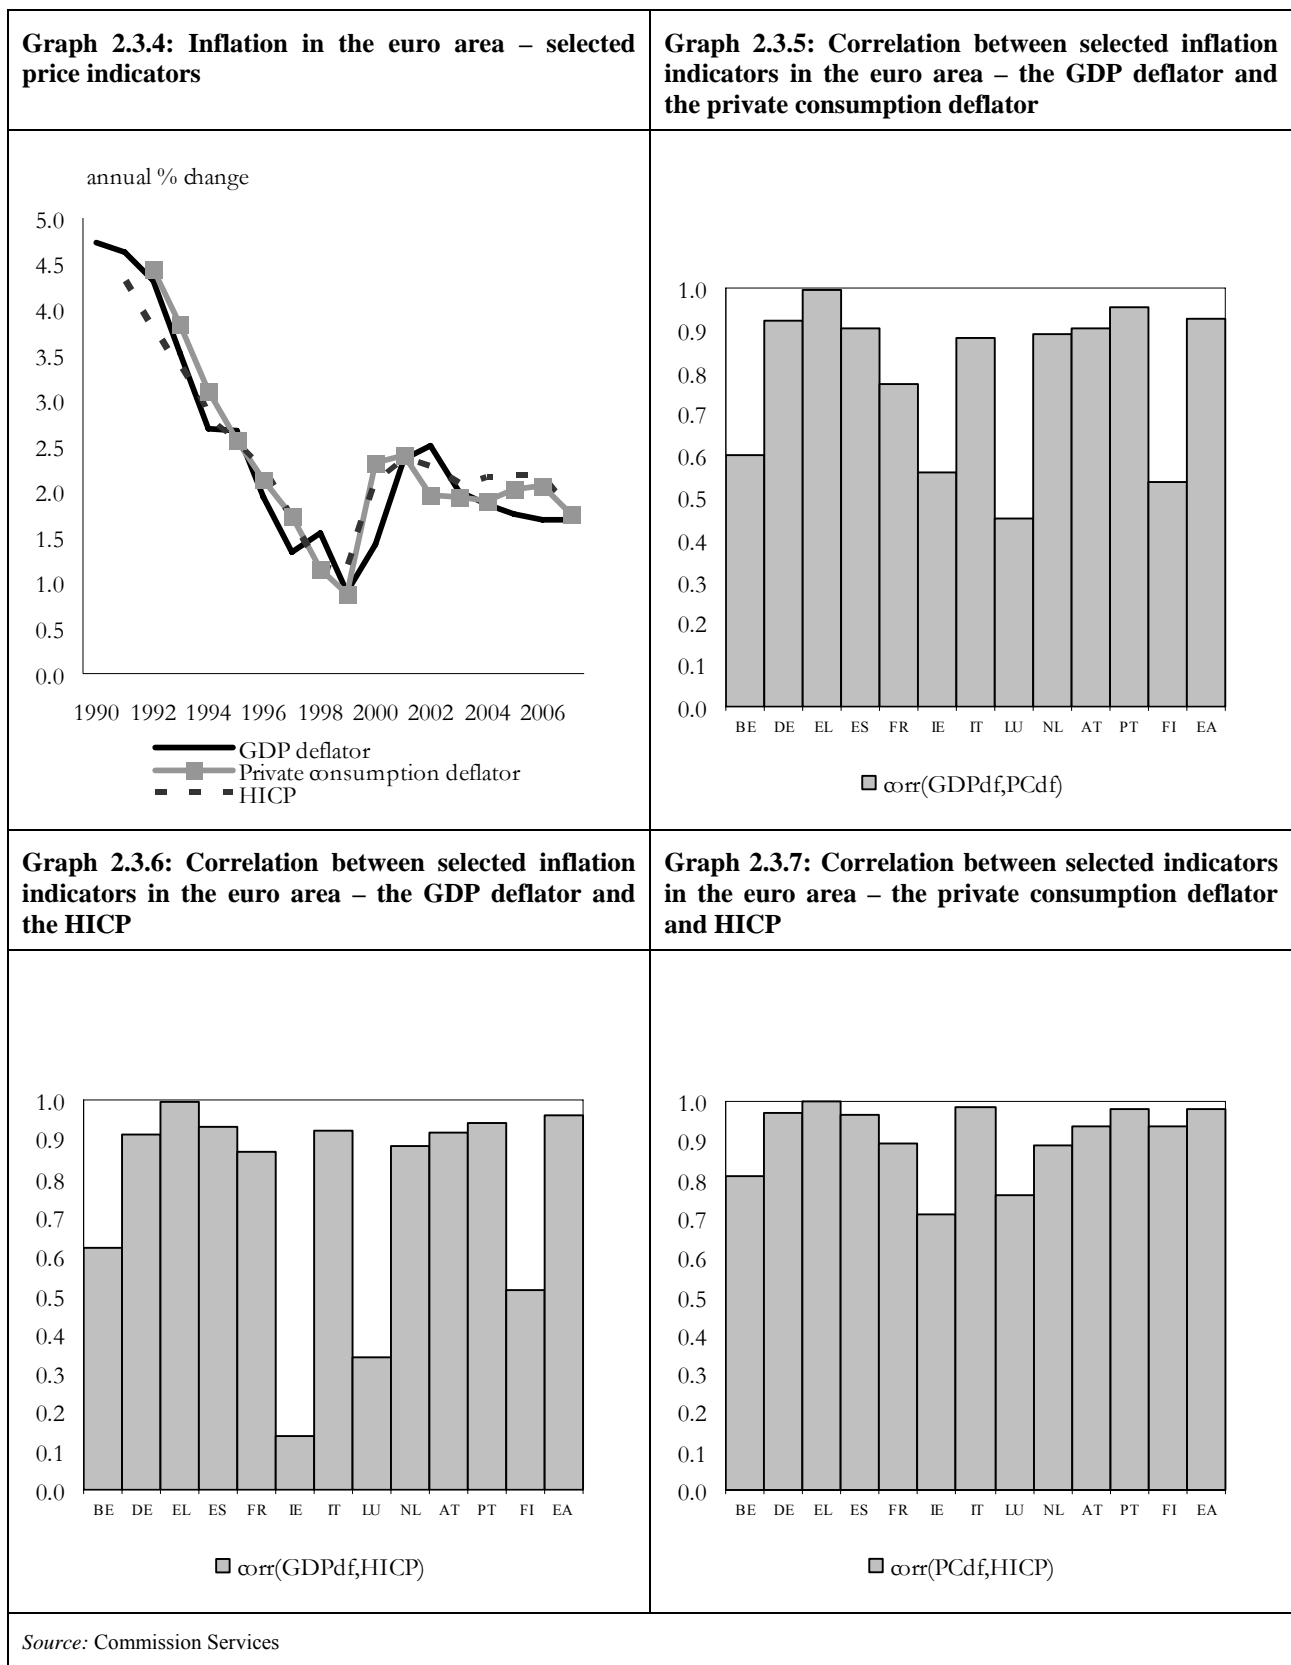 Graph 2.3.4: Inflation in the euro area – selected
price indicators
Graph 2.3.5: Correlation between selected inflation
indicators in the euro area – the GDP deflator and
the private consumption deflator
annual % change
5.0
4.5
4.0
3.5
3.0
2.5
2.0
1.5
1.0
0.5
0.0
1990 1992 1994 1996 1998 2000 2002 2004 2006
GDP deflator
Private consumption deflator
HICP
1.0
0.9
0.8
0.7
0.6
0.5
0.4
0.3
0.2
0.1
0.0
BE DE EL ES FR IE IT LU NL AT PT FI EA
corr(GDPdf,PCdf)
Graph 2.3.6: Correlation between selected inflation
indicators in the euro area – the GDP deflator and
the HICP
Graph 2.3.7: Correlation between selected indicators
in the euro area – the private consumption deflator
and HICP
1.0
0.9
0.8
0.7
0.6
0.5
0.4
0.3
0.2
0.1
0.0
BE DE EL ES FR IE IT LU NL AT PT FI EA
corr(GDPdf,HICP)
1.0
0.9
0.8
0.7
0.6
0.5
0.4
0.3
0.2
0.1
0.0
BE DE EL ES FR IE IT LU NL AT PT FI EA
corr(PCdf,HICP)
Source: Commission Services